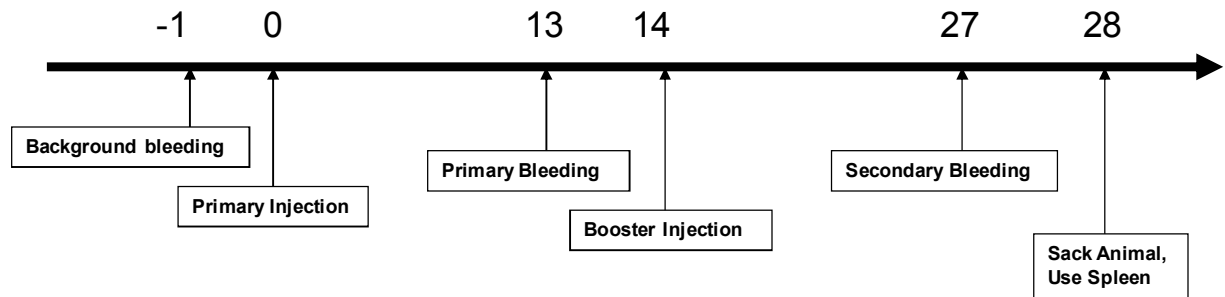 -1 0 13 14 27 28
Background bleeding
Primary Injection
Primary Bleeding
Booster Injection
Secondary Bleeding
Sack Animal,
Use Spleen